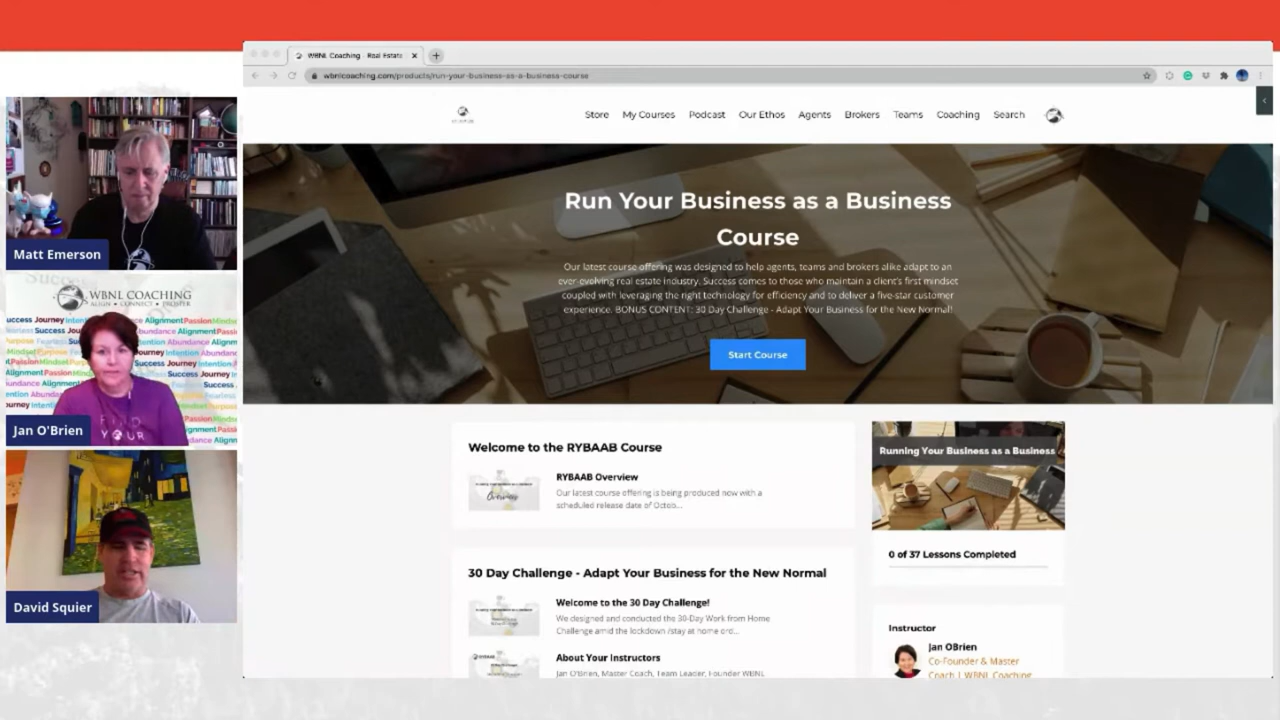 WBNL Coaching - Real Estate
wbnlcoaching.com/products/run-your-business-as-a-business-course
Store My Courses Podcast Our Ethos Agents Brokers Teams Coaching Search
Run Your Business as a Business
Course
Our latest course offering was designed to help agents, teams and brokers alike adapt to an
ever-evolving real estate industry. Success comes to those who maintain a client's first mindset
coupled with leveraging the right technology for efficiency and to deliver a five-star customer
experience. BONUS CONTENT: 30 Day Challenge - Adapt Your Business for the New Normal!
Start Course
Matt Emerson
WBNL COACHING
ALIGN • CONNECT • PROSPER
Jan O'Brien
David Squier
Welcome to the RYBAAB Course
Overview
RYBAAB Overview
Our latest course offering is being produced now with a
scheduled release date of Octob...
30 Day Challenge - Adapt Your Business for the New Normal
Welcome to the 30 Day Challenge!
We designed and conducted the 30-Day Work from Home
Challenge amid the lockdown /stay at home ord...
About Your Instructors
Jan O'Brien, Master Coach, Team Leader, Founder WBNL
Running Your Business as a Business
0 of 37 Lessons Completed
Instructor
Jan OBrien
Co-Founder & Master
Coach | WBNL Coaching